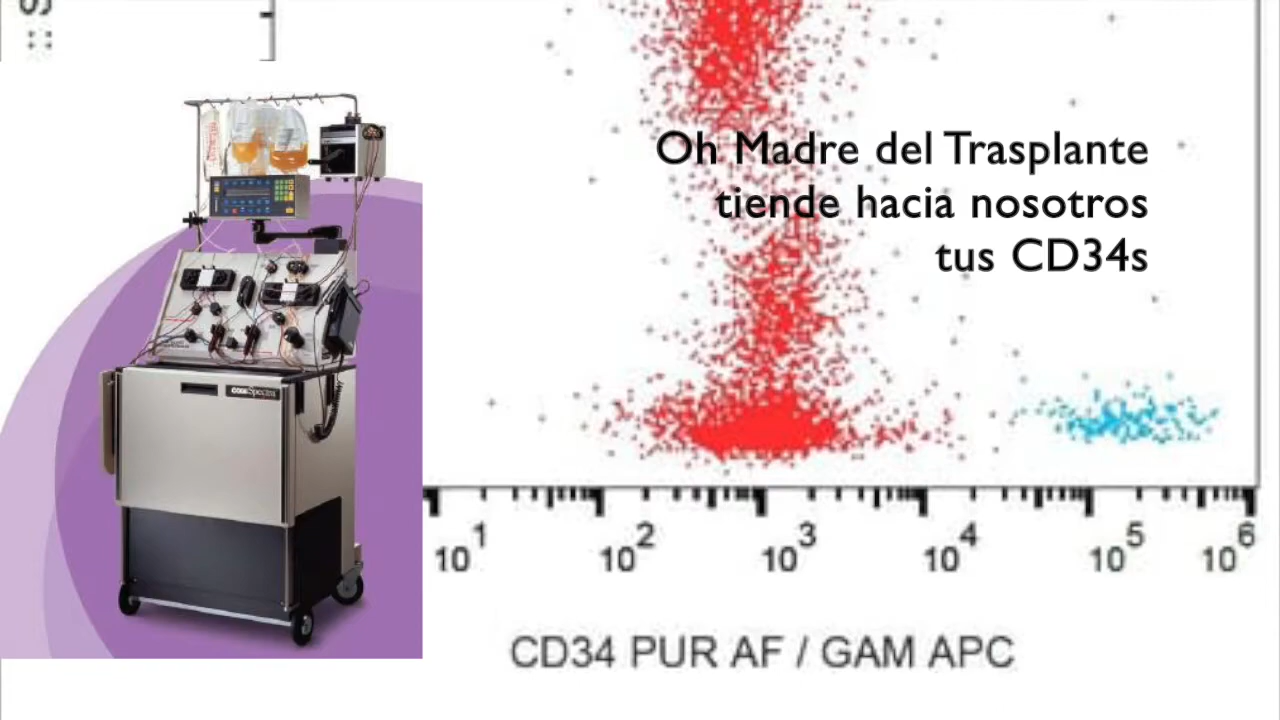 Oh Madre del Trasplante
tiende hacia nosotros
tus CD34s
COBE Spectra
10¹ 10² 10³ 10⁴ 10⁵ 10⁶
CD34 PUR AF / GAM APC